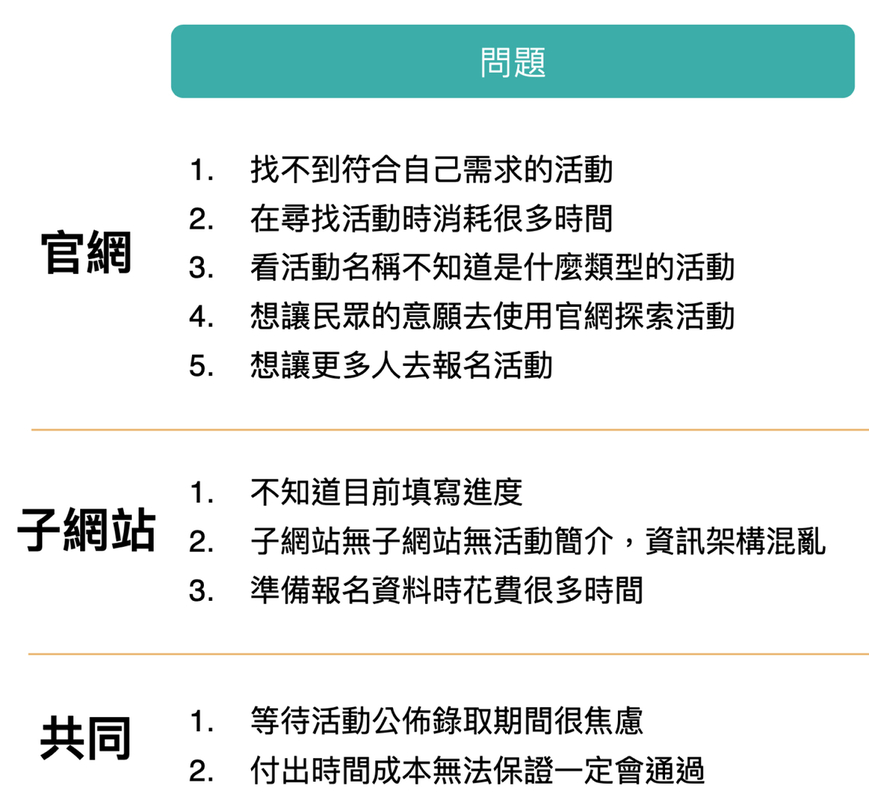 問題
官網
1. 找不到符合自己需求的活動
2. 在尋找活動時消耗很多時間
3. 看活動名稱不知道是什麼類型的活動
4. 想讓民眾的意願去使用官網探索活動
5. 想讓更多人去報名活動
子網站
1. 不知道目前填寫進度
2. 子網站無子網站無活動簡介，資訊架構混亂
3. 準備報名資料時花費很多時間
共同
1. 等待活動公佈錄取期間很焦慮
2. 付出時間成本無法保證一定會通過